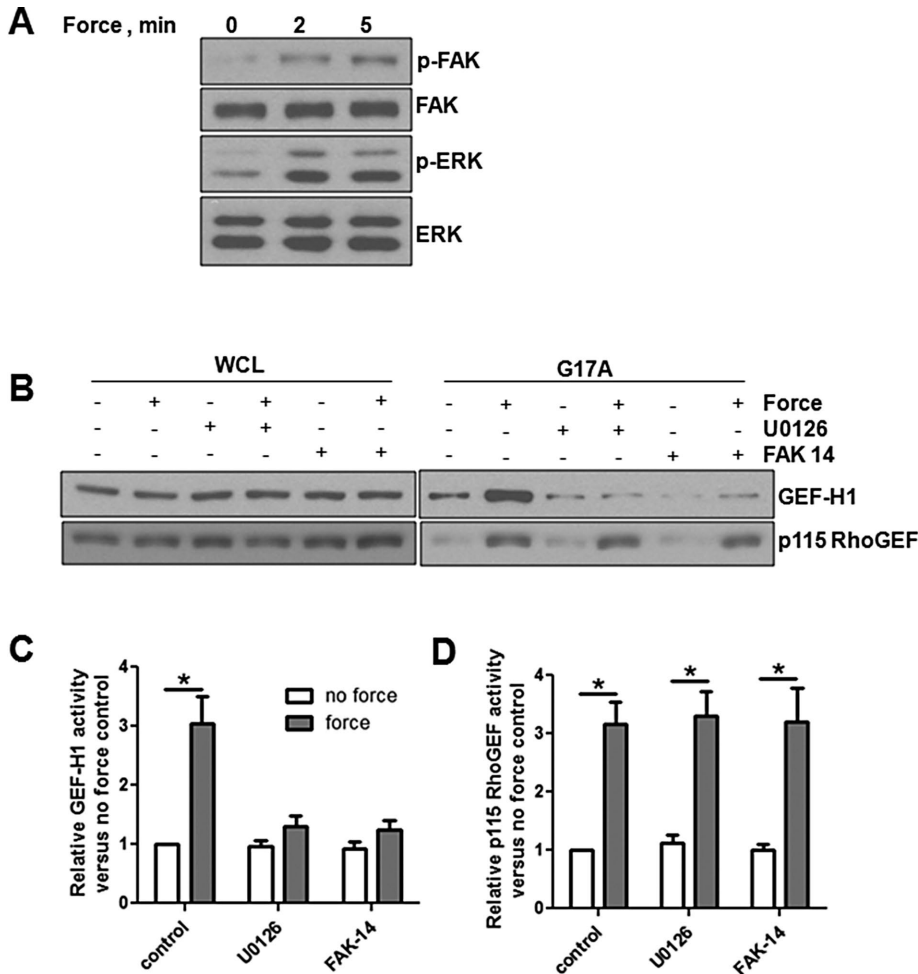 A
Force , min 0 2 5
p-FAK
FAK
p-ERK
ERK
B
WCL G17A
- + - + - + - + - + - + Force
- - + + - - - - + + - - U0126
- - - - + + - - - - + + FAK 14
GEF-H1
p115 RhoGEF
C
Relative GEF-H1 activity
versus no force control
4
3
2
1
0
*
no force
force
control
U0126
FAK-14
D
Relative p115 RhoGEF activity
versus no force control
4
3
2
1
0
* * *
control
U0126
FAK-14